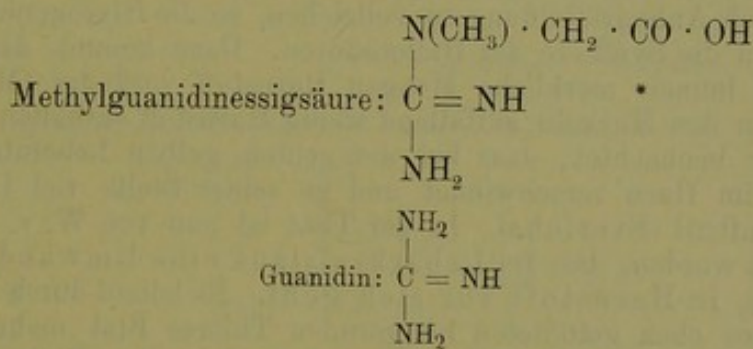 N(CH₃) · CH₂ · CO · OH
|
Methylguanidinessigsäure: C = NH
|
NH₂
NH₂
|
Guanidin: C = NH
|
NH₂